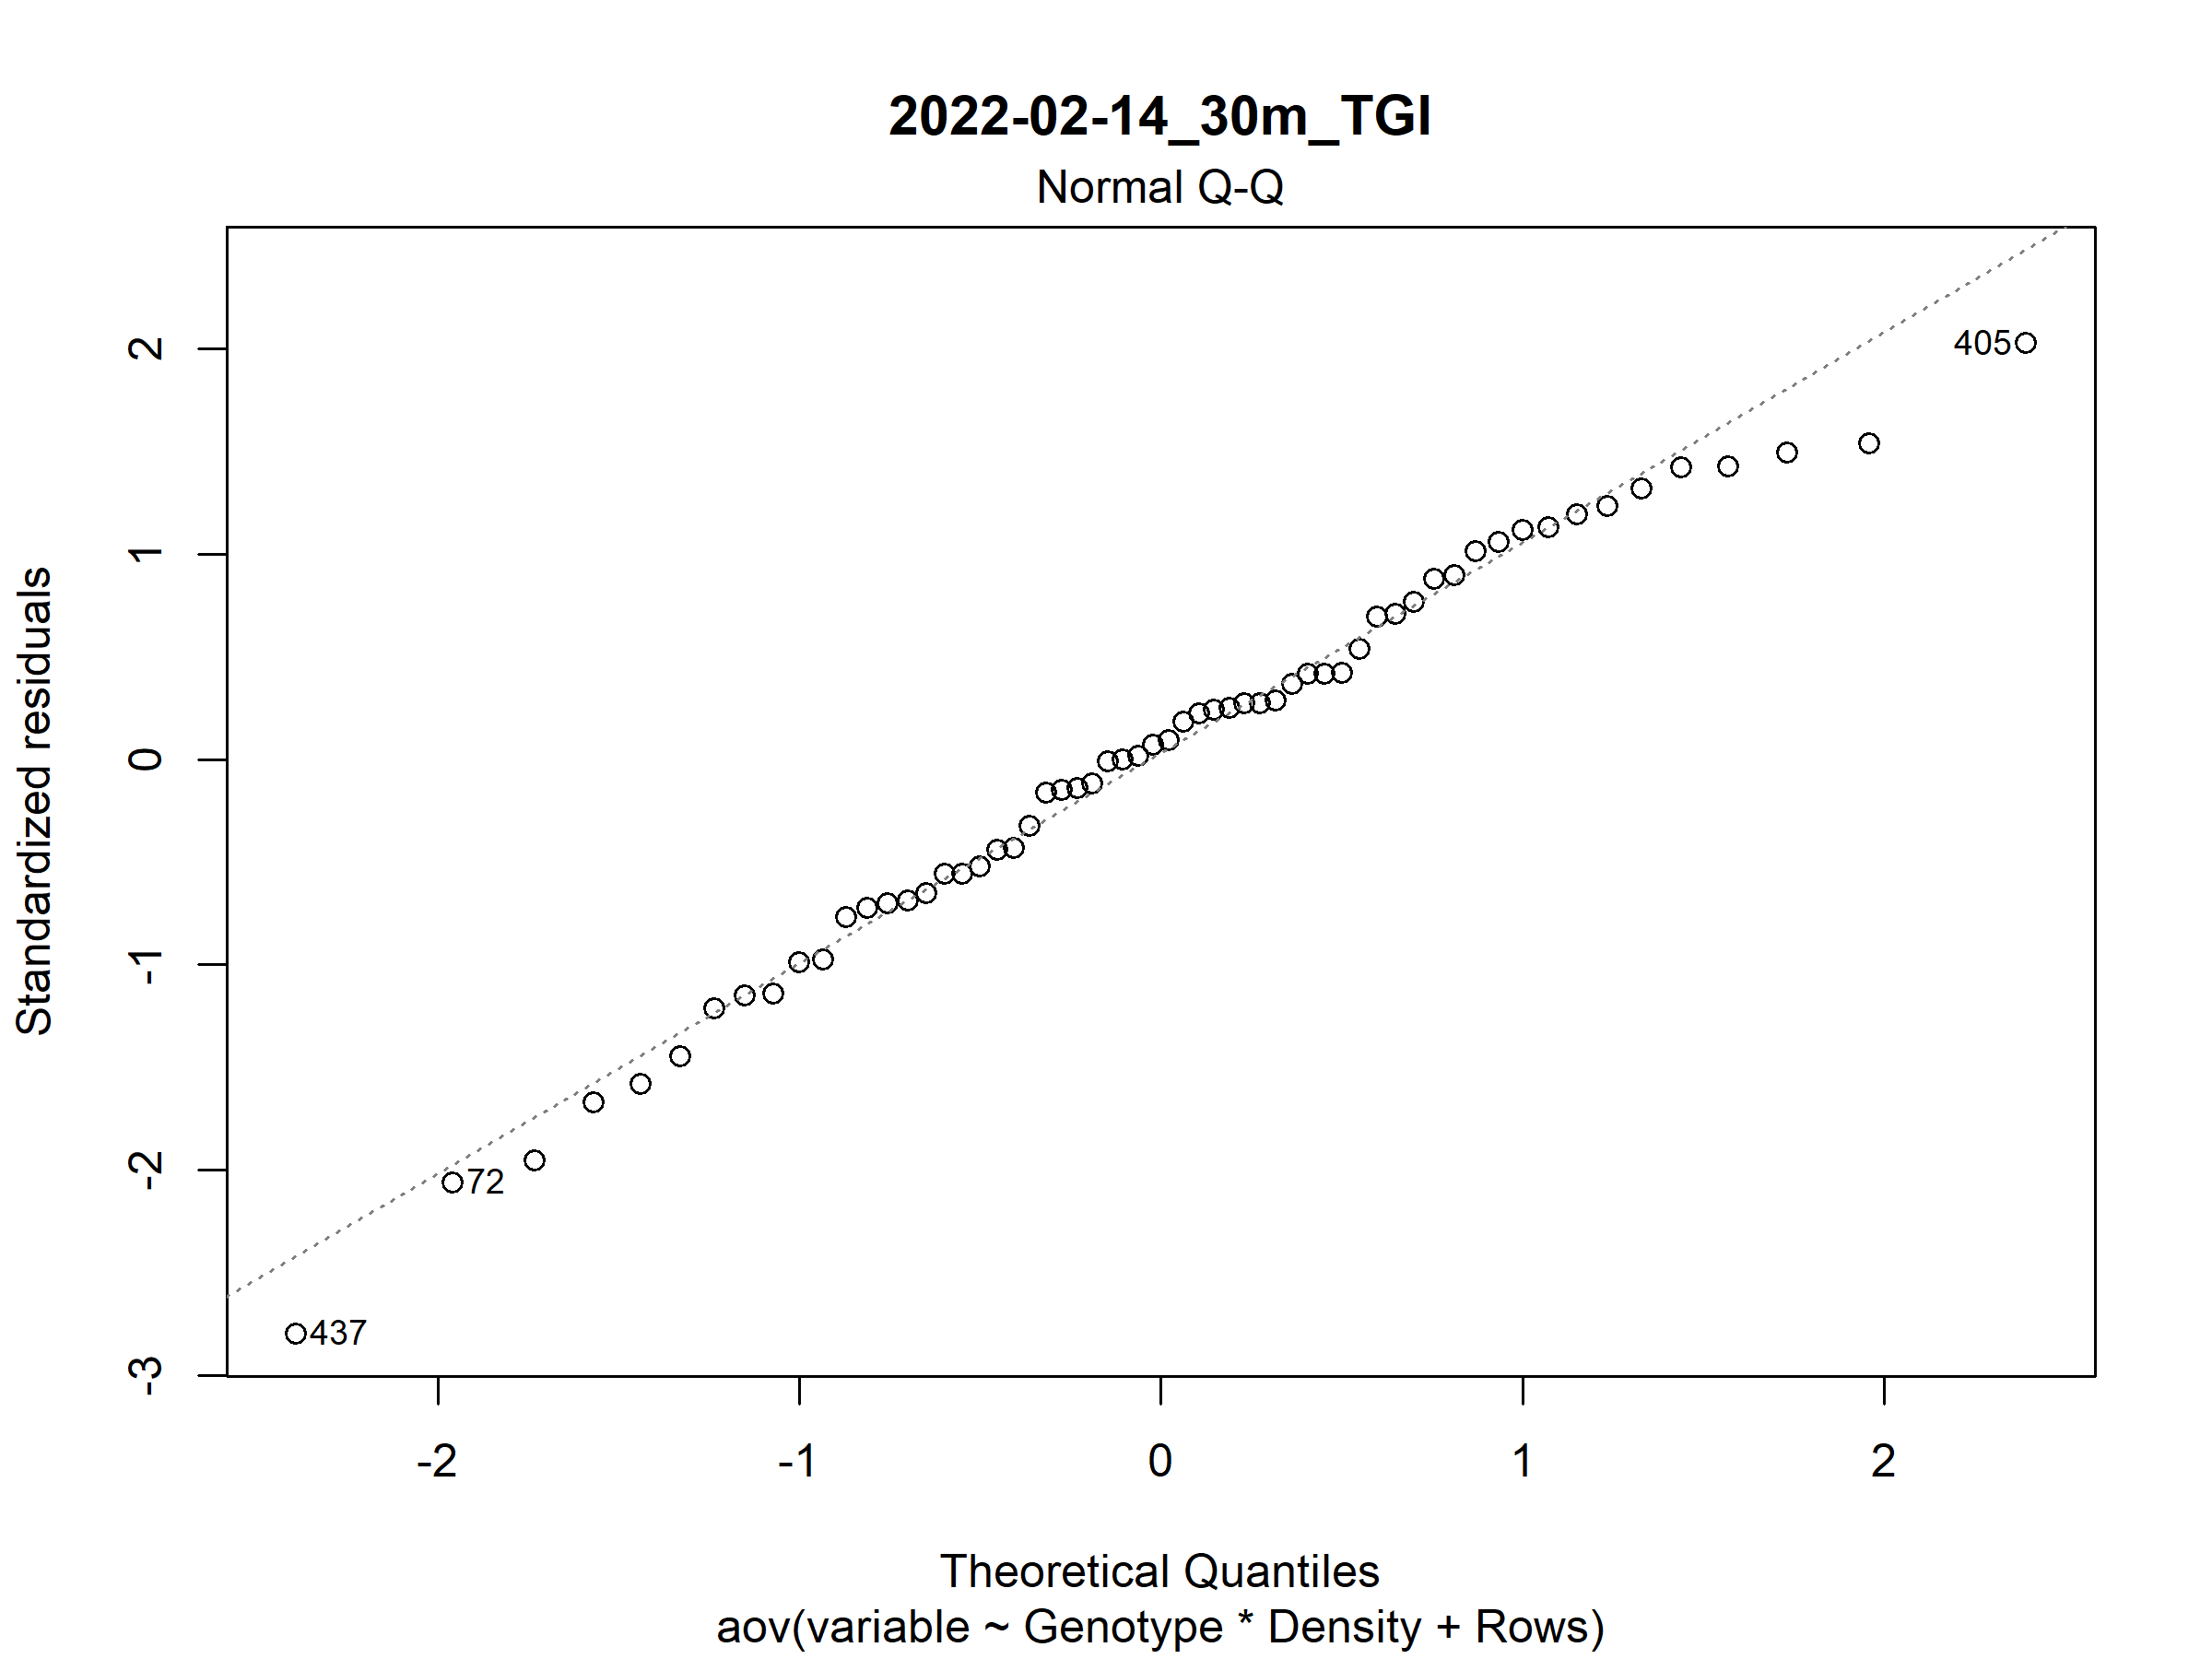 2022-02-14_30m_TGI
Normal Q-Q
Standardized residuals
2
1
0
-1
-2
-3
405
72
437
-2
-1
0
1
2
Theoretical Quantiles
aov(variable ~ Genotype * Density + Rows)